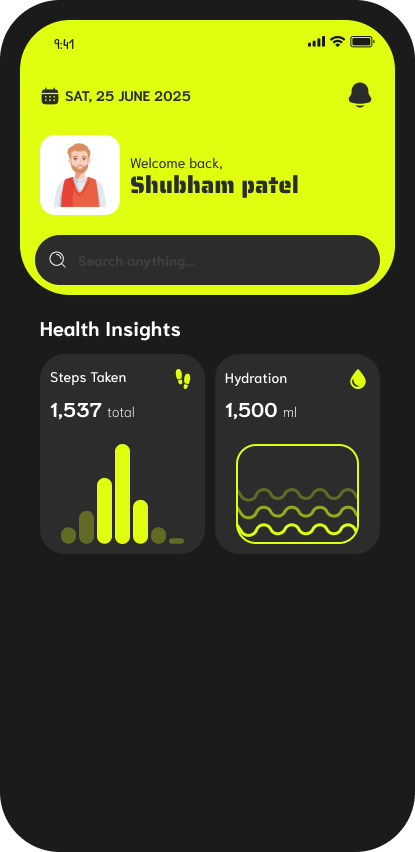 9:41
SAT, 25 JUNE 2025
Welcome back,
Shubham patel
Search anything...
Health Insights
Steps Taken
1,537 total
Hydration
1,500 ml